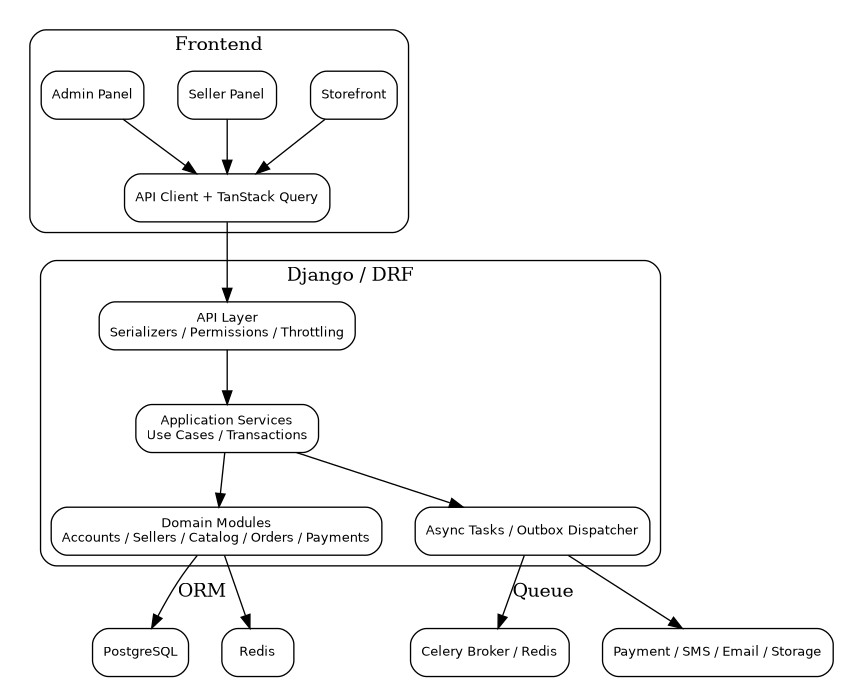 Frontend
Admin Panel
Seller Panel
Storefront
API Client + TanStack Query
Django / DRF
API Layer
Serializers / Permissions / Throttling
Application Services
Use Cases / Transactions
Domain Modules
Accounts / Sellers / Catalog / Orders / Payments
Async Tasks / Outbox Dispatcher
ORM
Queue
PostgreSQL
Redis
Celery Broker / Redis
Payment / SMS / Email / Storage